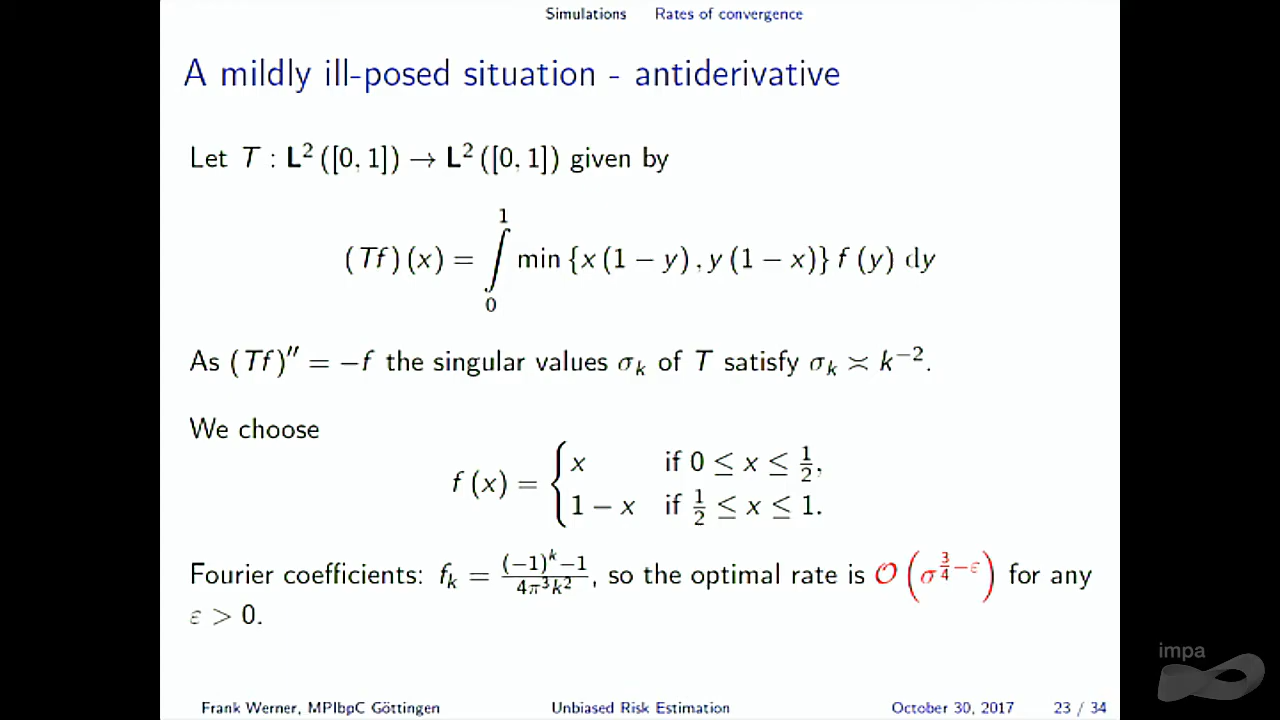 Simulations Rates of convergence
A mildly ill-posed situation - antiderivative
Let T : L² ([0, 1]) → L² ([0, 1]) given by
(Tf) (x) = ∫₀¹ min {x (1 − y) , y (1 − x)} f (y) dy
As (Tf)″ = −f the singular values σₖ of T satisfy σₖ ≍ k⁻².
We choose
f (x) = { x if 0 ≤ x ≤ 1/2,
1 − x if 1/2 ≤ x ≤ 1.
Fourier coefficients: fₖ = ((−1)ᵏ−1)/(4π³k²), so the optimal rate is O (σ^(3/4 − ε)) for any
ε > 0.
impa
Frank Werner, MPIbpC Göttingen Unbiased Risk Estimation October 30, 2017 23 / 34